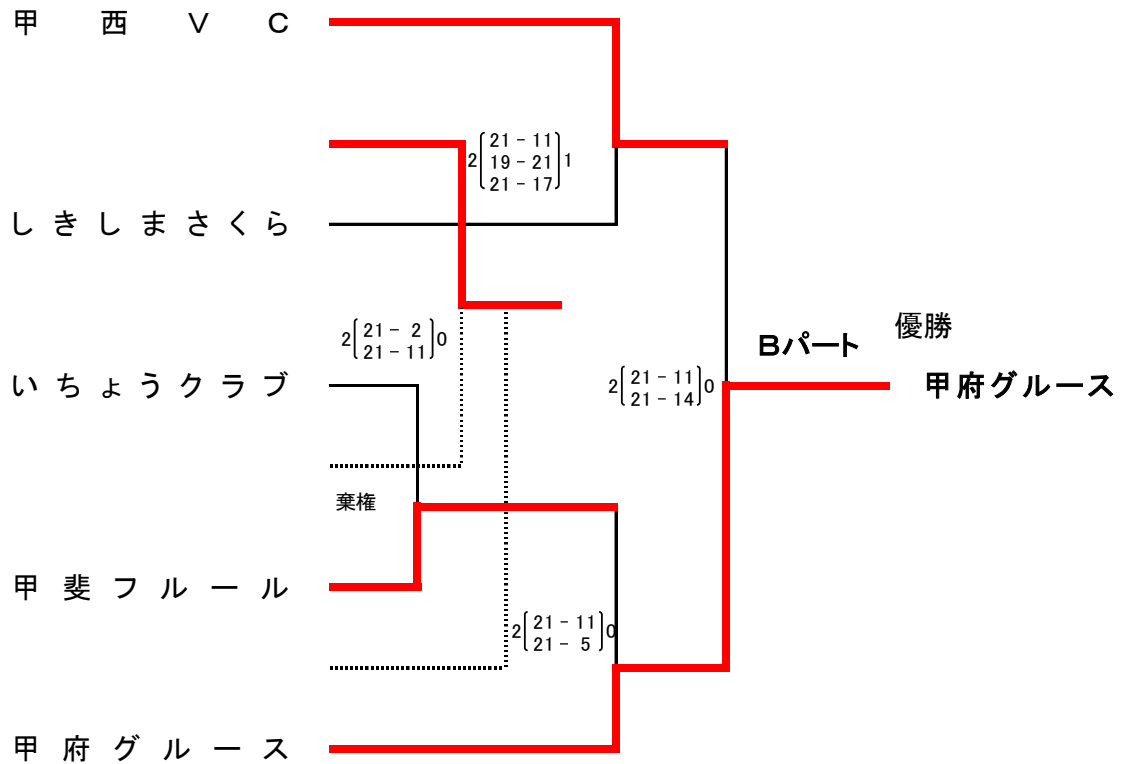 甲西ＶＣ
2 21 - 11 1
19 - 21
21 - 17
しきしまさくら
2 21 - 2 0
21 - 11
いちょうクラブ
優勝
Ｂパート
甲府グルース
2 21 - 11 0
21 - 14
棄権
甲斐フルール
2 21 - 11 0
21 - 5
甲府グルース